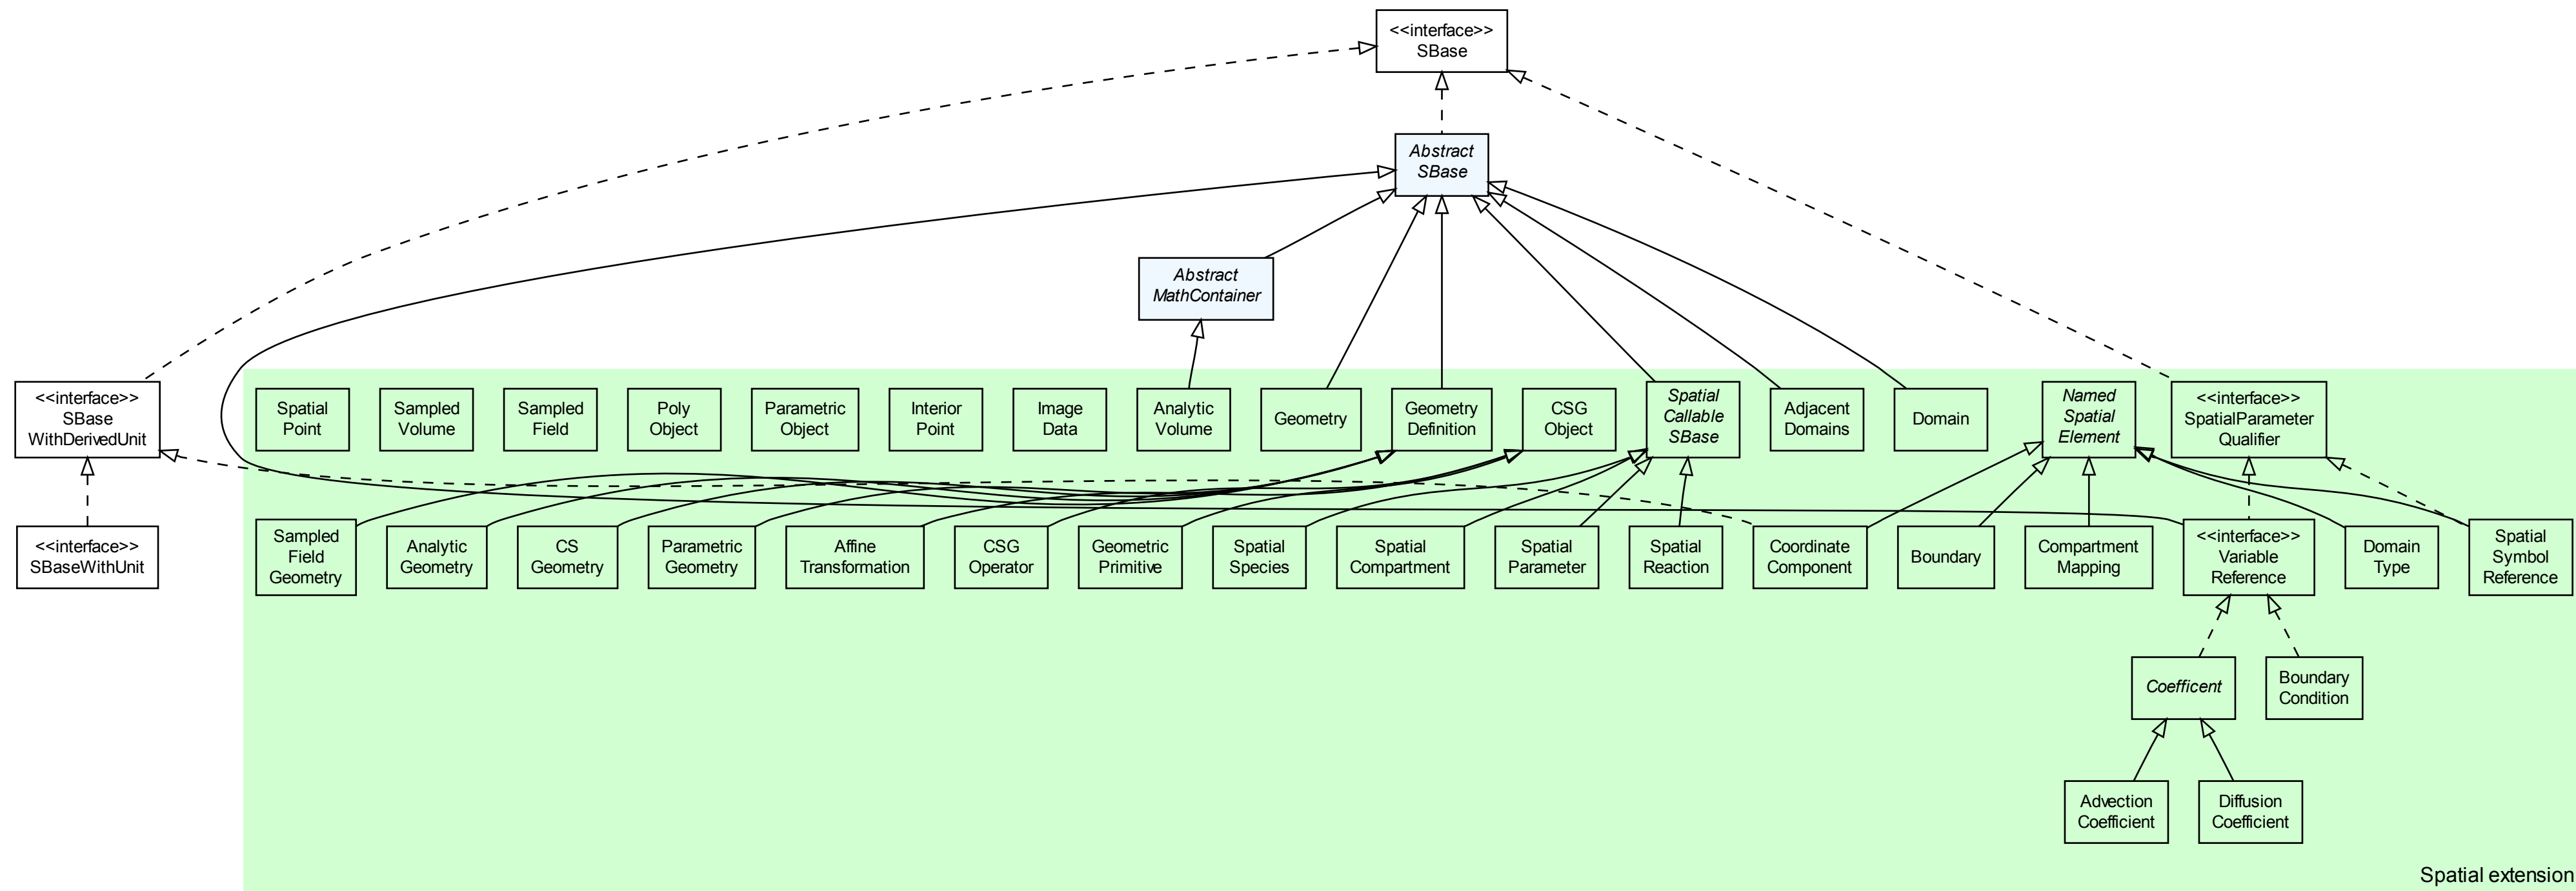 <<interface>>
SBase
Abstract
SBase
Abstract
MathContainer
<<interface>>
SBase
WithDerivedUnit
Spatial
Point
Sampled
Volume
Sampled
Field
Poly
Object
Parametric
Object
Interior
Point
Image
Data
Analytic
Volume
Geometry
Geometry
Definition
CSG
Object
Spatial
Callable
SBase
Adjacent
Domains
Domain
Named
Spatial
Element
<<interface>>
SpatialParameter
Qualifier
<<interface>>
SBaseWithUnit
Sampled
Field
Geometry
Analytic
Geometry
CS
Geometry
Parametric
Geometry
Affine
Transformation
CSG
Operator
Geometric
Primitive
Spatial
Species
Spatial
Compartment
Spatial
Parameter
Spatial
Reaction
Coordinate
Component
Boundary
Compartment
Mapping
<<interface>>
Variable
Reference
Domain
Type
Spatial
Symbol
Reference
Coefficent
Boundary
Condition
Advection
Coefficient
Diffusion
Coefficient
Spatial extension